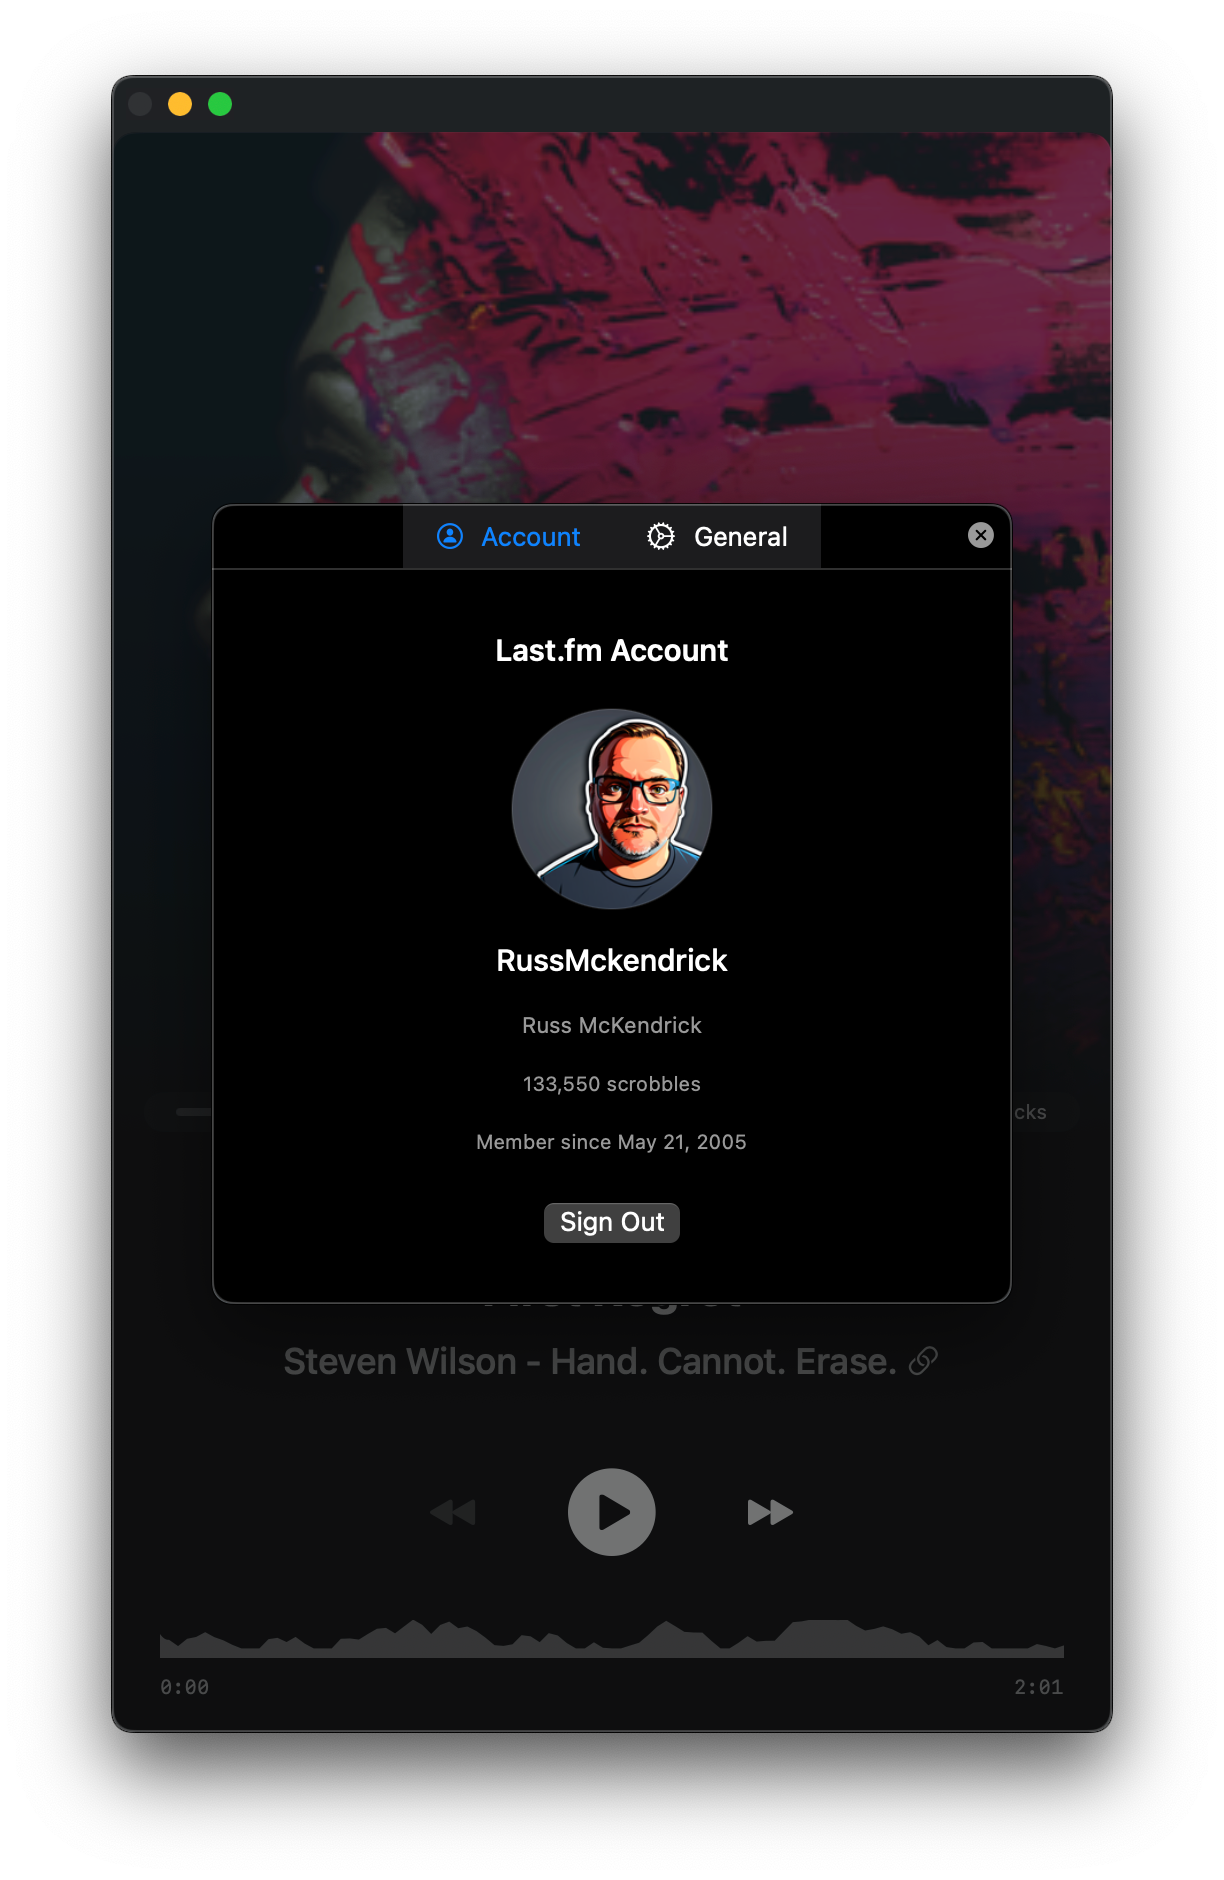 Account General
Last.fm Account
RussMckendrick
Russ McKendrick
133,550 scrobbles
cks
Member since May 21, 2005
Sign Out
Steven Wilson - Hand. Cannot. Erase.
0:00 2:01